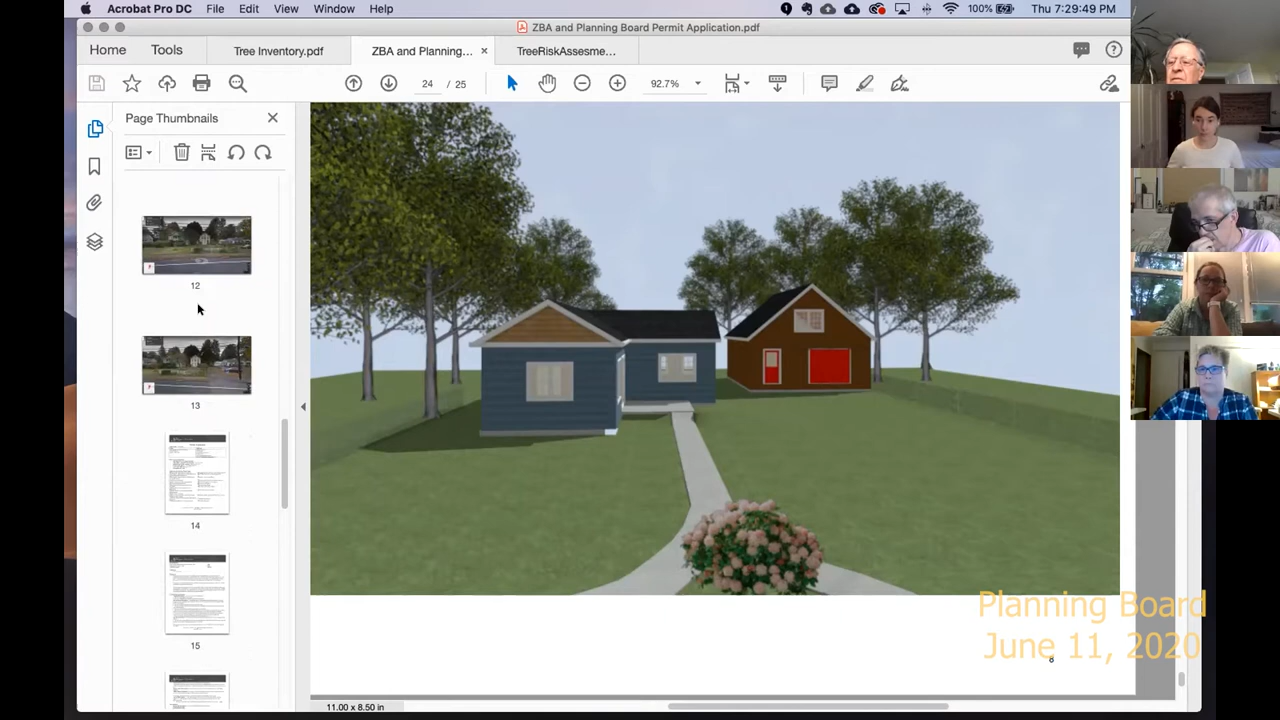 Acrobat Pro DC File Edit View Window Help 100% Thu 7:29:49 PM
ZBA and Planning Board Permit Application.pdf
Home Tools Tree Inventory.pdf ZBA and Planning... × TreeRiskAssesme...
24 / 25 92.7%
Page Thumbnails
12
13
14
15
Planning Board
June 11, 2020
8
11.00 x 8.50 in